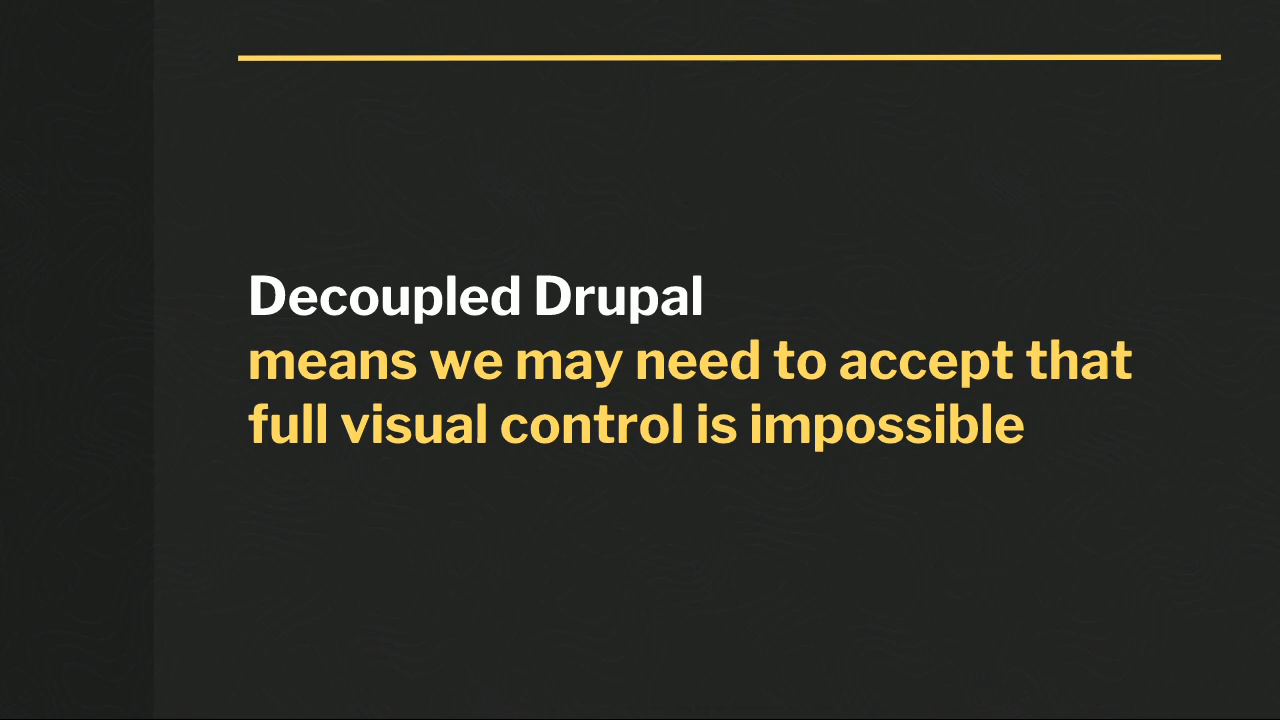 Decoupled Drupal
means we may need to accept that
full visual control is impossible